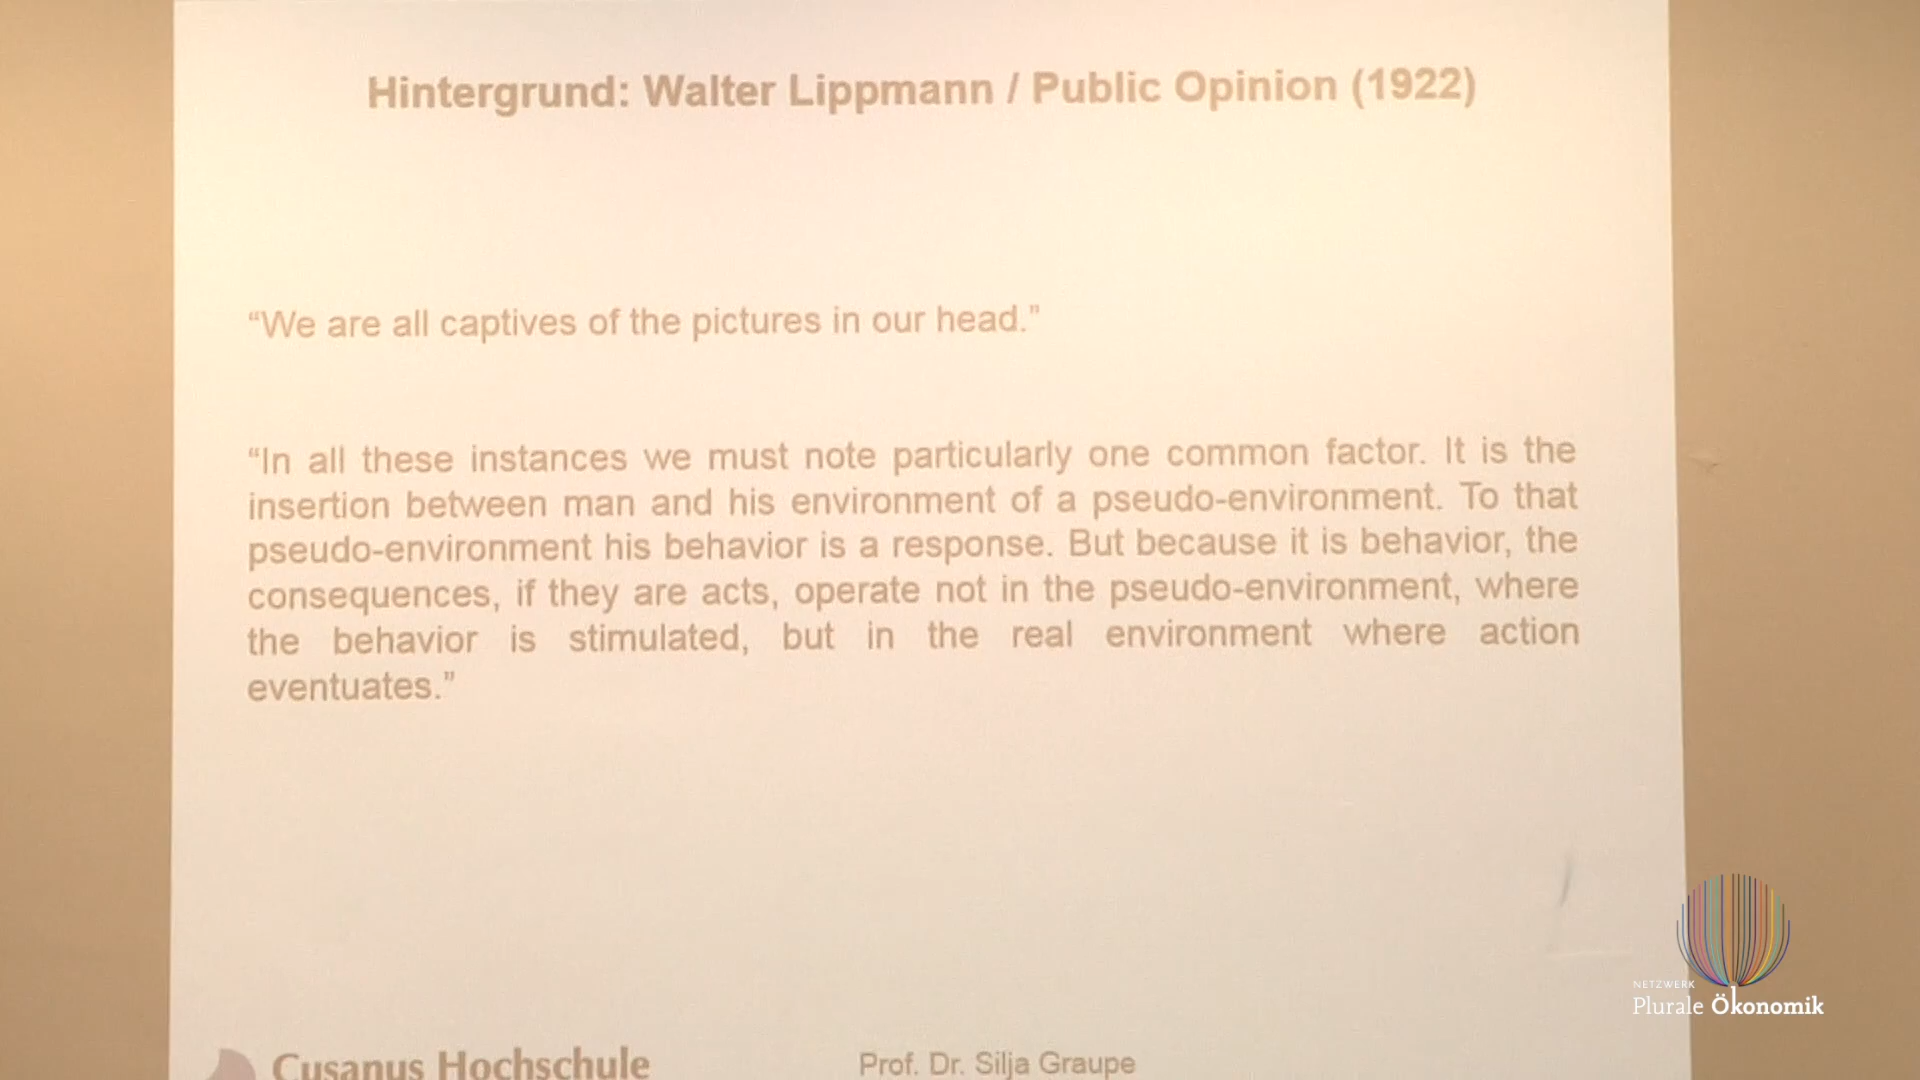 Hintergrund: Walter Lippmann / Public Opinion (1922)
“We are all captives of the pictures in our head.”
“In all these instances we must note particularly one common factor. It is the
insertion between man and his environment of a pseudo-environment. To that
pseudo-environment his behavior is a response. But because it is behavior, the
consequences, if they are acts, operate not in the pseudo-environment, where
the behavior is stimulated, but in the real environment where action
eventuates.”
NETZWERK
Plurale Ökonomik
Cusanus Hochschule
Prof. Dr. Silja Graupe